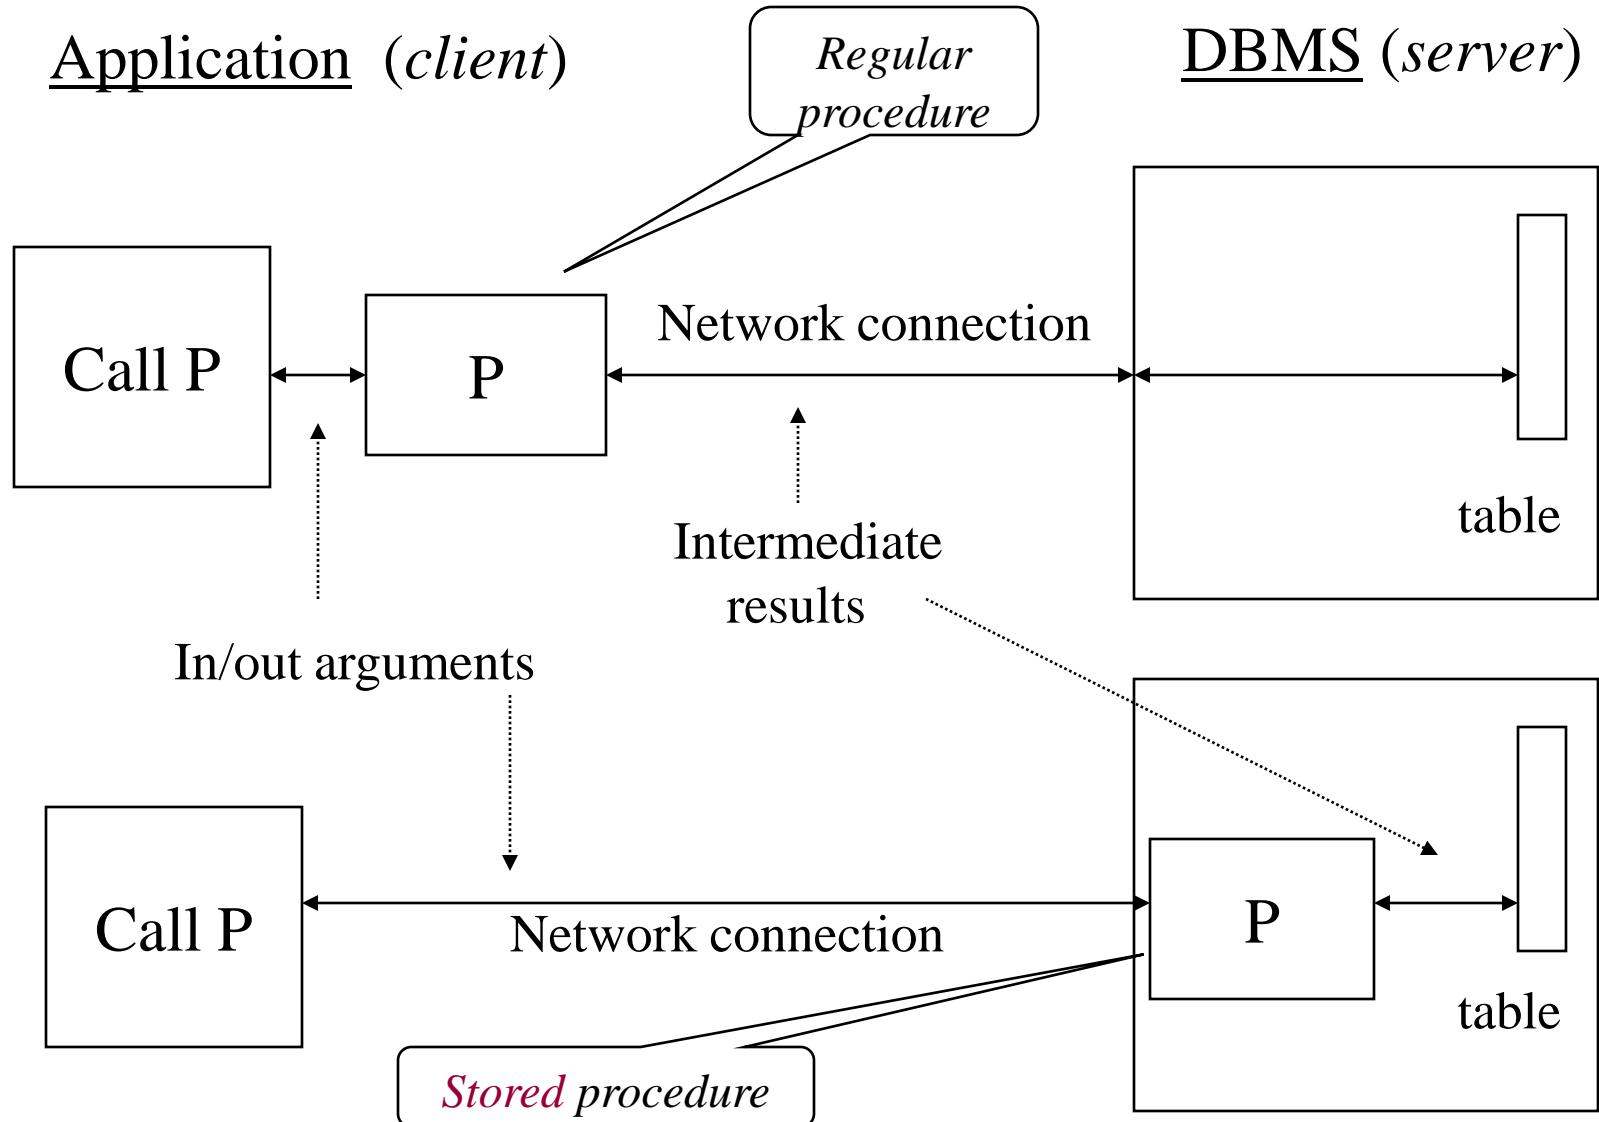 Application (client)
Regular
procedure
DBMS (server)
Call P
P
Network connection
table
Intermediate
results
In/out arguments
Call P
Network connection
P
table
Stored procedure